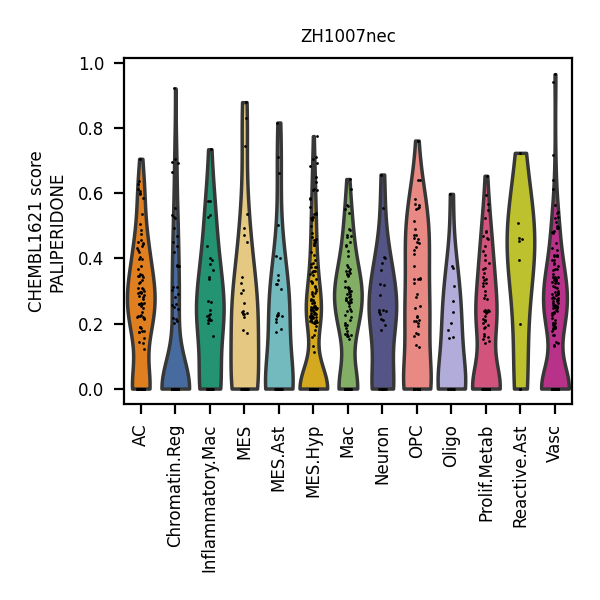 ZH1007nec
CHEMBL1621 score
PALIPERIDONE
1.0
0.8
0.6
0.4
0.2
0.0
AC
Chromatin.Reg
Inflammatory.Mac
MES
MES.Ast
MES.Hyp
Mac
Neuron
OPC
Oligo
Prolif.Metab
Reactive.Ast
Vasc